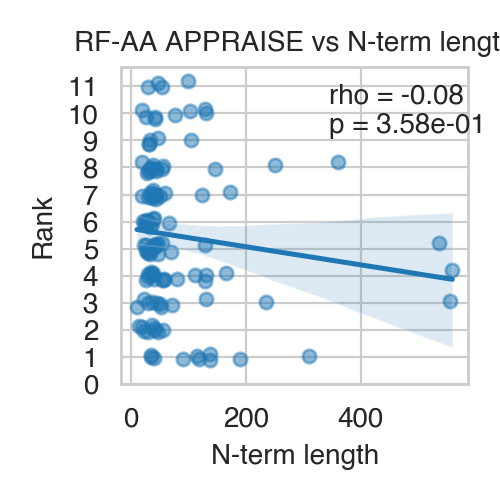 RF-AA APPRAISE vs N-term lengt
rho = -0.08
p = 3.58e-01
Rank
11
10
9
8
7
6
5
4
3
2
1
0
0 200 400
N-term length